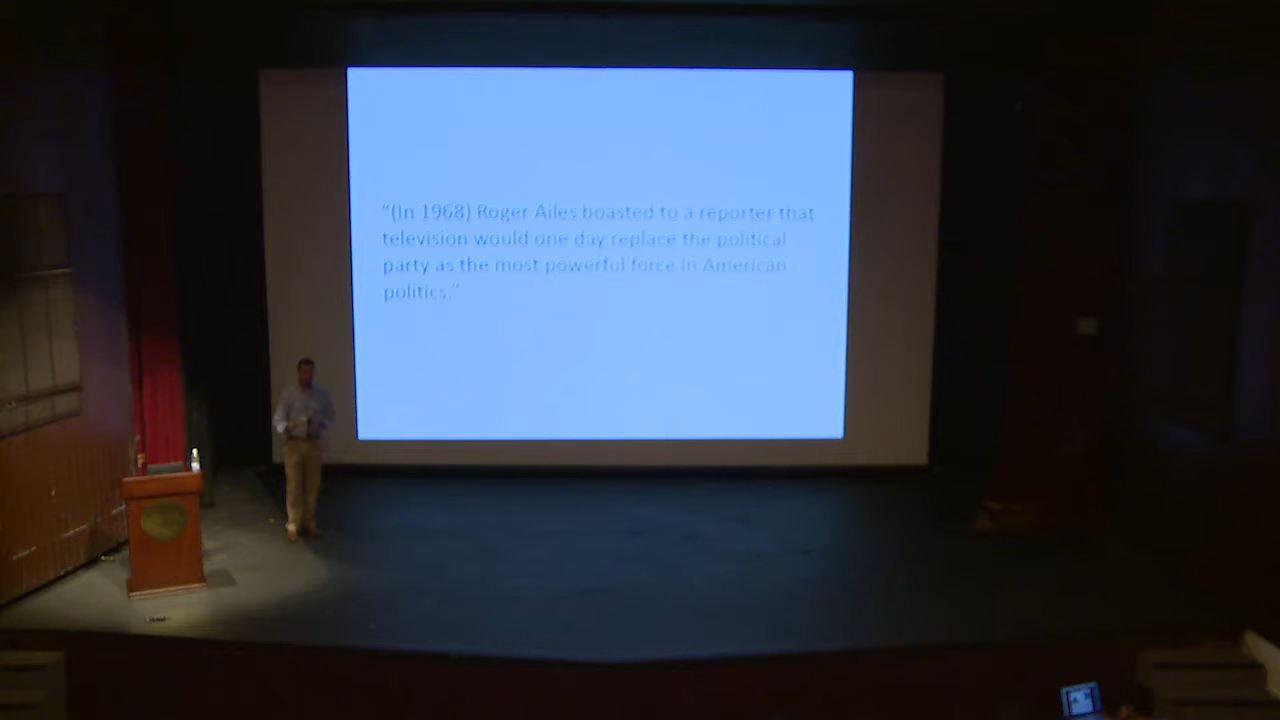 “(In 1968) Roger Ailes boasted to a reporter that
television would one day replace the political
party as the most powerful force in American
politics.”